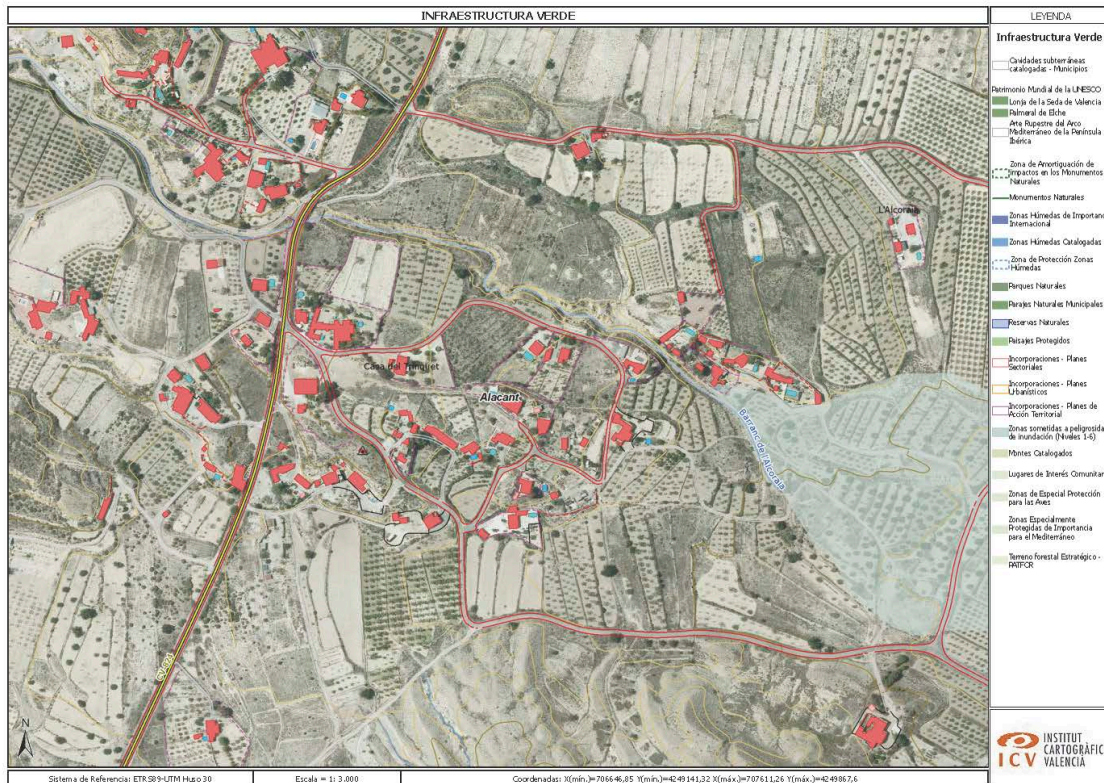 INFRAESTRUCTURA VERDE
LEYENDA
Infraestructura Verde
Cavidades subterráneas
catalogadas - Municipios
Patrimonio Mundial de la UNESCO
Lonja de la Seda de Valencia
Palmeral de Elche
Arte Rupestre del Arco
Mediterráneo de la Península
Ibérica
Zona de Amortiguación de
impactos en los Monumentos
Naturales
Monumentos Naturales
Zonas Húmedas de Importanc
Internacional
Zonas Húmedas Catalogadas
Zona de Protección Zonas
Húmedas
Parques Naturales
Parajes Naturales Municipales
Reservas Naturales
Paisajes Protegidos
Incorporaciones - Planes
Sectoriales
Incorporaciones - Planes
Urbanísticos
Incorporaciones - Planes de
Acción Territorial
Zonas sometidas a peligrosida
de inundación (Niveles 1-6)
Montes Catalogados
Lugares de Interés Comunitar
Zonas de Especial Protección
para las Aves
Zonas Especialmente
Protegidas de Importancia
para el Mediterráneo
Terreno forestal Estratégico -
PATFOR
L'Alcoraia
Alacant
Barranc de l'Alcoraia
N
ICV INSTITUT
CARTOGRÀFIC
VALENCIÀ
Sistema de Referencia: ETRS89-UTM Huso 30
Escala = 1: 3.000
Coordenadas: X(mín.)=706646,85 Y(mín.)=4249141,32 X(máx.)=707611,26 Y(máx.)=4249867,6